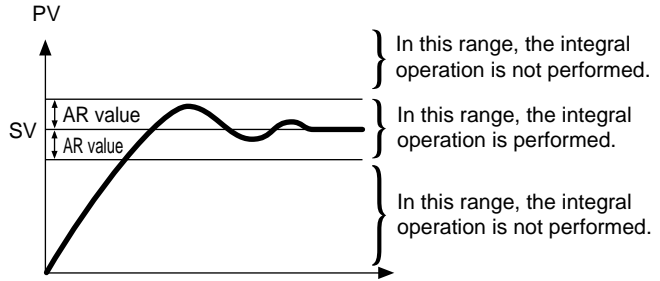 PV
In this range, the integral
operation is not performed.
AR value
SV
AR value
In this range, the integral
operation is performed.
In this range, the integral
operation is not performed.